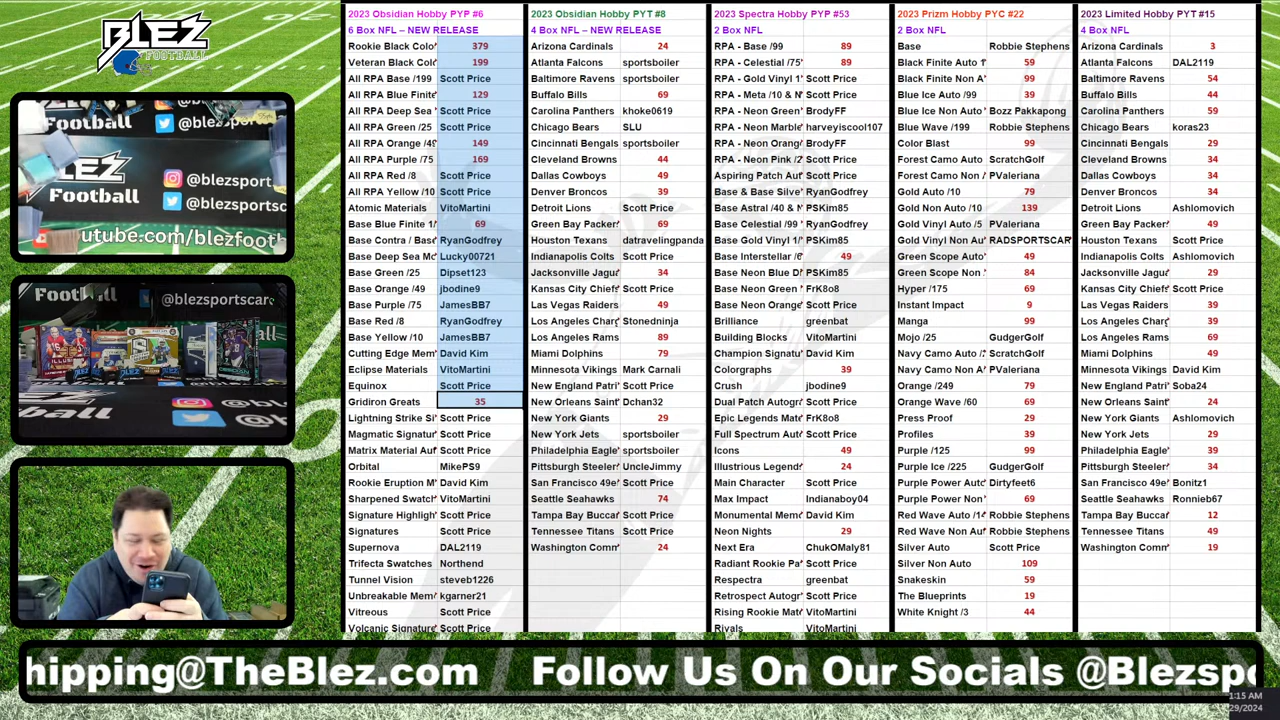 BLEZ
FOOTBALL
Football
@blezsport
@blezsportsc
utube.com/blezfootb
Football
@blezsportscar
2023 Obsidian Hobby PYP #6
6 Box NFL – NEW RELEASE
Rookie Black Colo 379
Veteran Black Col 199
All RPA Base /199 Scott Price
All RPA Blue Finite 129
All RPA Deep Sea Scott Price
All RPA Green /25 Scott Price
All RPA Orange /49 149
All RPA Purple /75 169
All RPA Red /8 Scott Price
All RPA Yellow /10 Scott Price
Atomic Materials VitoMartini
Base Blue Finite 1/ 69
Base Contra / Base RyanGodfrey
Base Deep Sea Mo Lucky00721
Base Green /25 Dipset123
Base Orange /49 jbodine9
Base Purple /75 JamesBB7
Base Red /8 RyanGodfrey
Base Yellow /10 JamesBB7
Cutting Edge Mem David Kim
Eclipse Materials VitoMartini
Equinox Scott Price
Gridiron Greats 35
Lightning Strike Si Scott Price
Magmatic Signatur Scott Price
Matrix Material Aut Scott Price
Orbital MikePS9
Rookie Eruption M David Kim
Sharpened Swatch VitoMartini
Signature Highligh Scott Price
Signatures Scott Price
Supernova DAL2119
Trifecta Swatches Northend
Tunnel Vision steveb1226
Unbreakable Mem kgarner21
Vitreous Scott Price
Volcanic Signature Scott Price
2023 Obsidian Hobby PYT #8
4 Box NFL – NEW RELEASE
Arizona Cardinals 24
Atlanta Falcons sportsboiler
Baltimore Ravens sportsboiler
Buffalo Bills 69
Carolina Panthers khoke0619
Chicago Bears SLU
Cincinnati Bengals sportsboiler
Cleveland Browns 44
Dallas Cowboys 49
Denver Broncos 39
Detroit Lions Scott Price
Green Bay Packer 69
Houston Texans datravelingpanda
Indianapolis Colts Scott Price
Jacksonville Jagua 34
Kansas City Chiefs Scott Price
Las Vegas Raiders 49
Los Angeles Charg Stonedninja
Los Angeles Rams 89
Miami Dolphins 79
Minnesota Vikings Mark Carnali
New England Patri Scott Price
New Orleans Saint Dchan32
New York Giants 29
New York Jets sportsboiler
Philadelphia Eagle sportsboiler
Pittsburgh Steeler UncleJimmy
San Francisco 49e Scott Price
Seattle Seahawks 74
Tampa Bay Buccar Scott Price
Tennessee Titans Scott Price
Washington Comm 24
2023 Spectra Hobby PYP #53
2 Box NFL
RPA - Base /99 89
RPA - Celestial /75 89
RPA - Gold Vinyl 1 Scott Price
RPA - Meta /10 & N Scott Price
RPA - Neon Green BrodyFF
RPA - Neon Marble harveyiscool107
RPA - Neon Orang BrodyFF
RPA - Neon Pink /2 Scott Price
Aspiring Patch Aut Scott Price
Base & Base Silve RyanGodfrey
Base Astral /40 & N PSKim85
Base Celestial /99 RyanGodfrey
Base Gold Vinyl 1/ PSKim85
Base Interstellar /6 49
Base Neon Blue D PSKim85
Base Neon Green FrK8o8
Base Neon Orange Scott Price
Brilliance greenbat
Building Blocks VitoMartini
Champion Signatu David Kim
Colorgraphs 39
Crush jbodine9
Dual Patch Autogr Scott Price
Epic Legends Mate FrK8o8
Full Spectrum Aut Scott Price
Icons 49
Illustrious Legend 24
Main Character Scott Price
Max Impact Indianaboy04
Monumental Mem David Kim
Neon Nights 29
Next Era ChukOMaly81
Radiant Rookie Pa Scott Price
Respectra greenbat
Retrospect Autogr Scott Price
Rising Rookie Mat VitoMartini
Rivals VitoMartini
2023 Prizm Hobby PYC #22
2 Box NFL
Base Robbie Stephens
Black Finite Auto 1 59
Black Finite Non A 99
Blue Ice Auto /99 39
Blue Ice Non Auto Bozz Pakkapong
Blue Wave /199 Robbie Stephens
Color Blast 99
Forest Camo Auto ScratchGolf
Forest Camo Non PValeriana
Gold Auto /10 79
Gold Non Auto /10 139
Gold Vinyl Auto /5 PValeriana
Gold Vinyl Non Au RADSPORTSCAR
Green Scope Auto 49
Green Scope Non 84
Hyper /175 69
Instant Impact 9
Manga 99
Mojo /25 GudgerGolf
Navy Camo Auto /2 ScratchGolf
Navy Camo Non A PValeriana
Orange /249 79
Orange Wave /60 69
Press Proof 29
Profiles 39
Purple /125 99
Purple Ice /225 GudgerGolf
Purple Power Auto Dirtyfeet6
Purple Power Non 69
Red Wave Auto /14 Robbie Stephens
Red Wave Non Au Robbie Stephens
Silver Auto Scott Price
Silver Non Auto 109
Snakeskin 59
The Blueprints 19
White Knight /3 44
2023 Limited Hobby PYT #15
4 Box NFL
Arizona Cardinals 3
Atlanta Falcons DAL2119
Baltimore Ravens 54
Buffalo Bills 44
Carolina Panthers 59
Chicago Bears koras23
Cincinnati Bengals 29
Cleveland Browns 34
Dallas Cowboys 34
Denver Broncos 34
Detroit Lions Ashlomovich
Green Bay Packer 49
Houston Texans Scott Price
Indianapolis Colts Ashlomovich
Jacksonville Jagua 29
Kansas City Chiefs Scott Price
Las Vegas Raiders 39
Los Angeles Charg 39
Los Angeles Rams 69
Miami Dolphins 49
Minnesota Vikings David Kim
New England Patri Soba24
New Orleans Saint 24
New York Giants Ashlomovich
New York Jets 29
Philadelphia Eagle 39
Pittsburgh Steeler 34
San Francisco 49e Bonitz1
Seattle Seahawks Ronnieb67
Tampa Bay Buccar 12
Tennessee Titans 49
Washington Comm 19
hipping@TheBlez.com Follow Us On Our Socials @Blezspo
1:15 AM
/29/2024